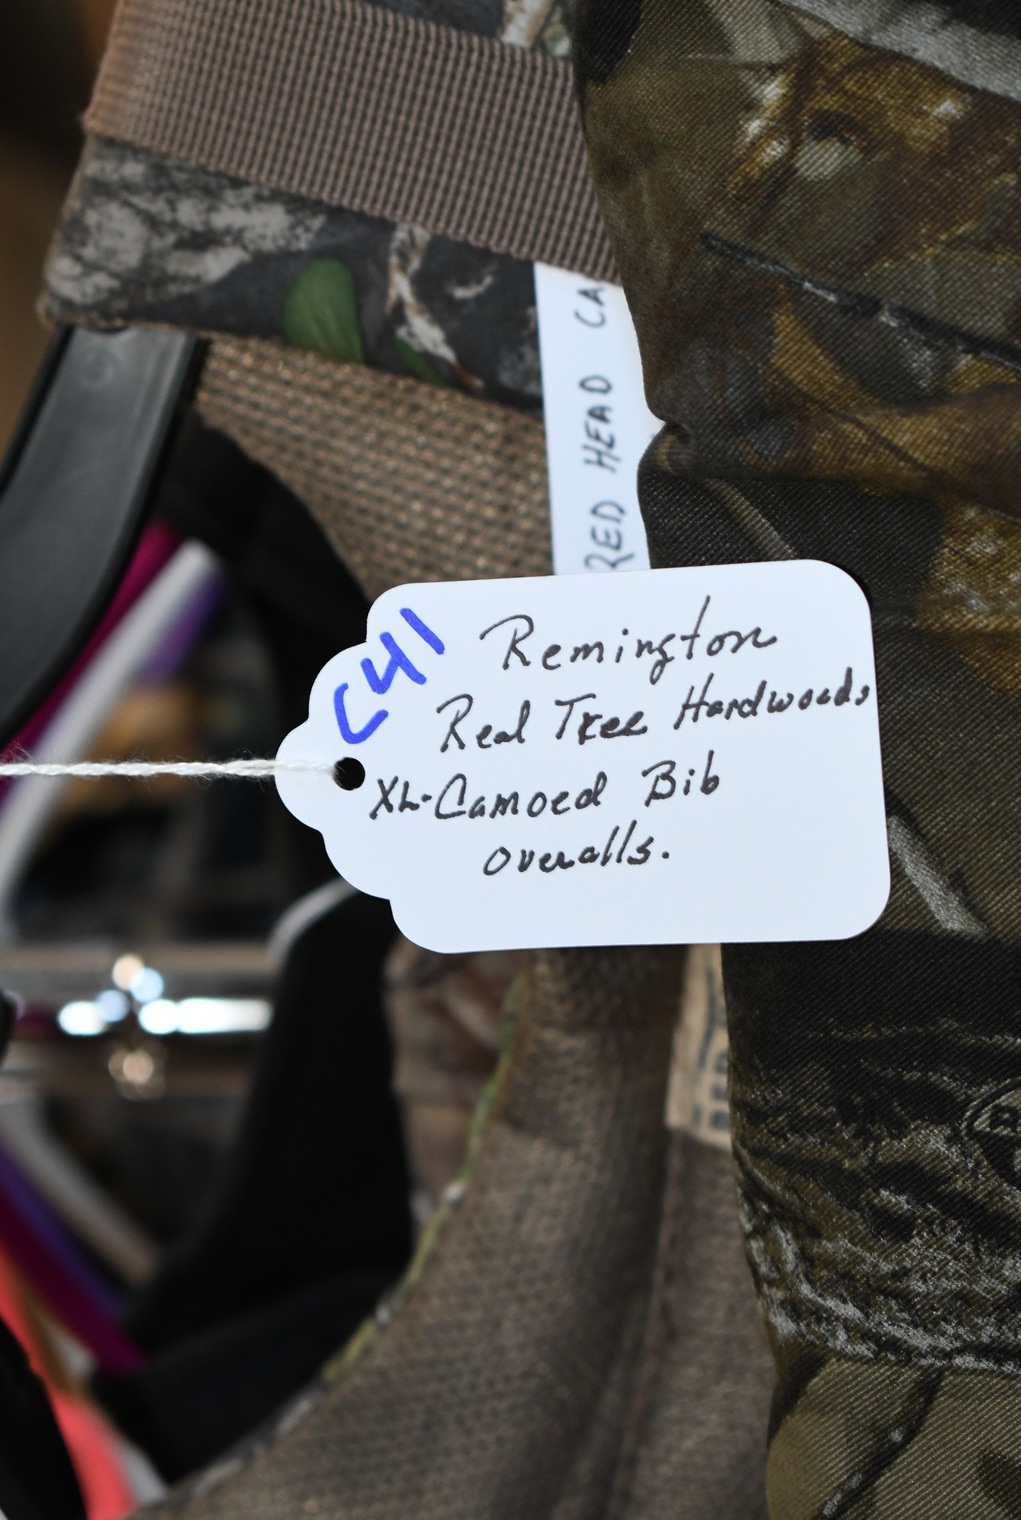 RED HEAD CA
C41
Remington
Real Tree Hardwoods
XL-Camoed Bib
overalls.